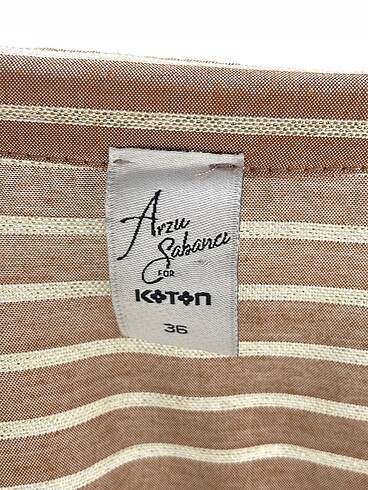 Arzu
Sabancı
FOR
KOTON
36